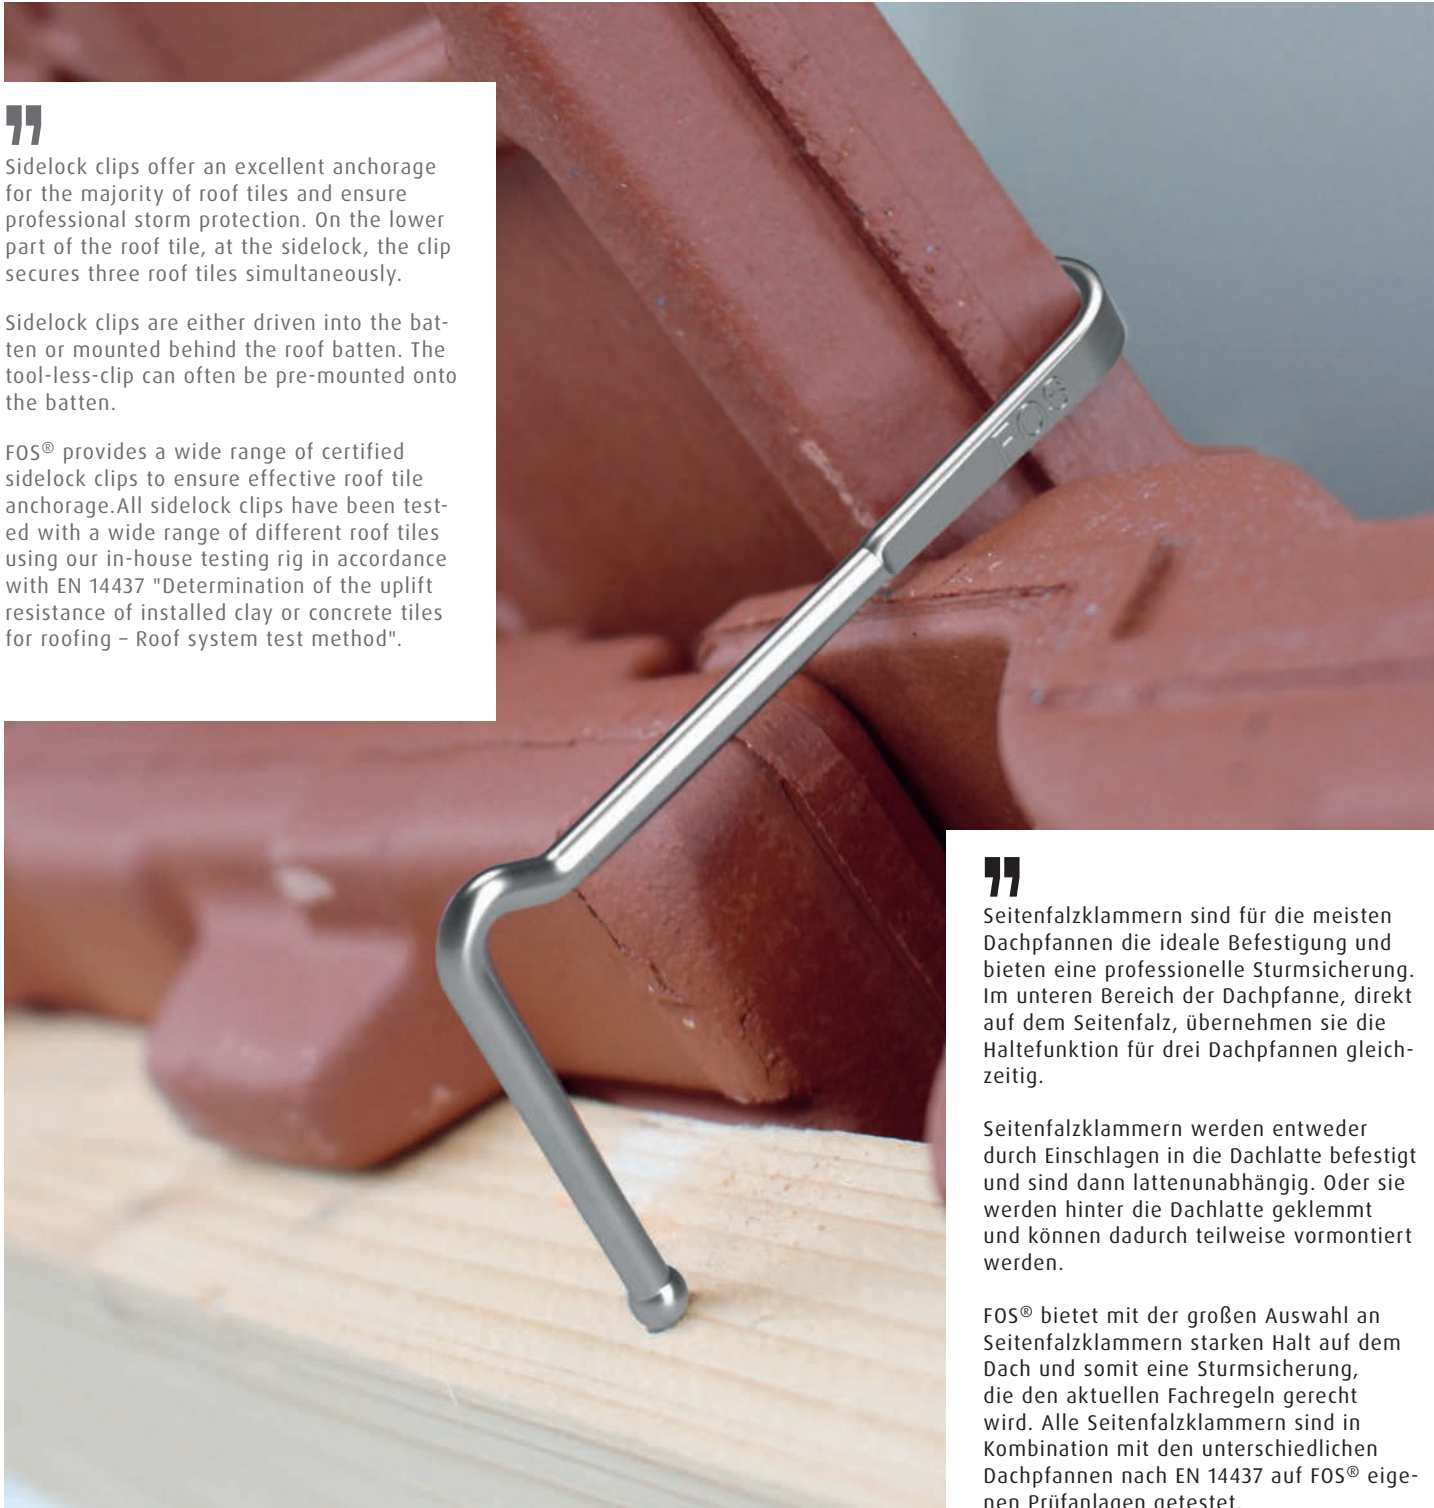 Sidelock clips offer an excellent anchorage
for the majority of roof tiles and ensure
professional storm protection. On the lower
part of the roof tile, at the sidelock, the clip
secures three roof tiles simultaneously.
Sidelock clips are either driven into the bat-
ten or mounted behind the roof batten. The
tool-less-clip can often be pre-mounted onto
the batten.
FOS® provides a wide range of certified
sidelock clips to ensure effective roof tile
anchorage.All sidelock clips have been test-
ed with a wide range of different roof tiles
using our in-house testing rig in accordance
with EN 14437 "Determination of the uplift
resistance of installed clay or concrete tiles
for roofing – Roof system test method".
FOS
Seitenfalzklammern sind für die meisten
Dachpfannen die ideale Befestigung und
bieten eine professionelle Sturmsicherung.
Im unteren Bereich der Dachpfanne, direkt
auf dem Seitenfalz, übernehmen sie die
Haltefunktion für drei Dachpfannen gleich-
zeitig.
Seitenfalzklammern werden entweder
durch Einschlagen in die Dachlatte befestigt
und sind dann lattenunabhängig. Oder sie
werden hinter die Dachlatte geklemmt
und können dadurch teilweise vormontiert
werden.
FOS® bietet mit der großen Auswahl an
Seitenfalzklammern starken Halt auf dem
Dach und somit eine Sturmsicherung,
die den aktuellen Fachregeln gerecht
wird. Alle Seitenfalzklammern sind in
Kombination mit den unterschiedlichen
Dachpfannen nach EN 14437 auf FOS® eige-
nen Prüfanlagen getestet.